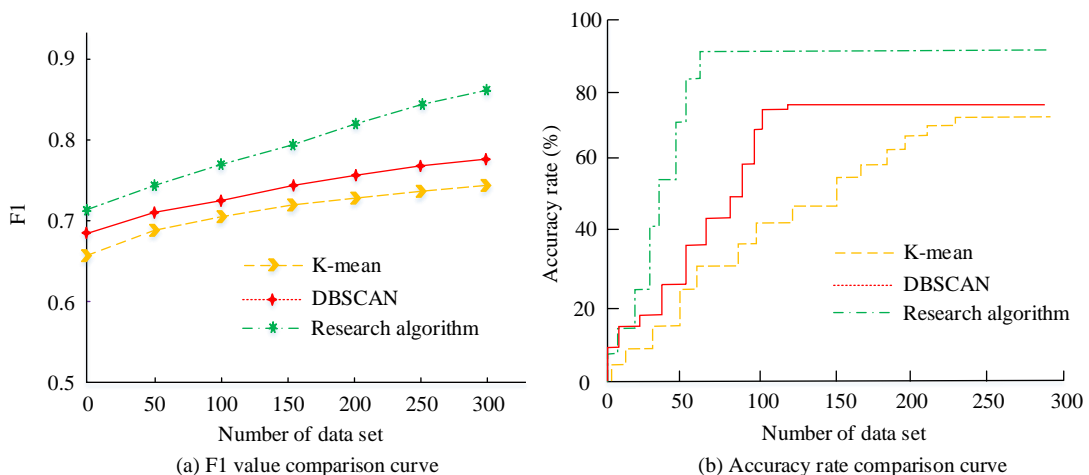 0.9
0.8
0.7
0.6
0.5
F1
0 50 100 150 200 250 300
Number of data set
K-mean
DBSCAN
Research algorithm
(a) F1 value comparison curve
100
80
60
40
20
0
Accuracy rate (%)
0 50 100 150 200 250 300
Number of data set
K-mean
DBSCAN
Research algorithm
(b) Accuracy rate comparison curve